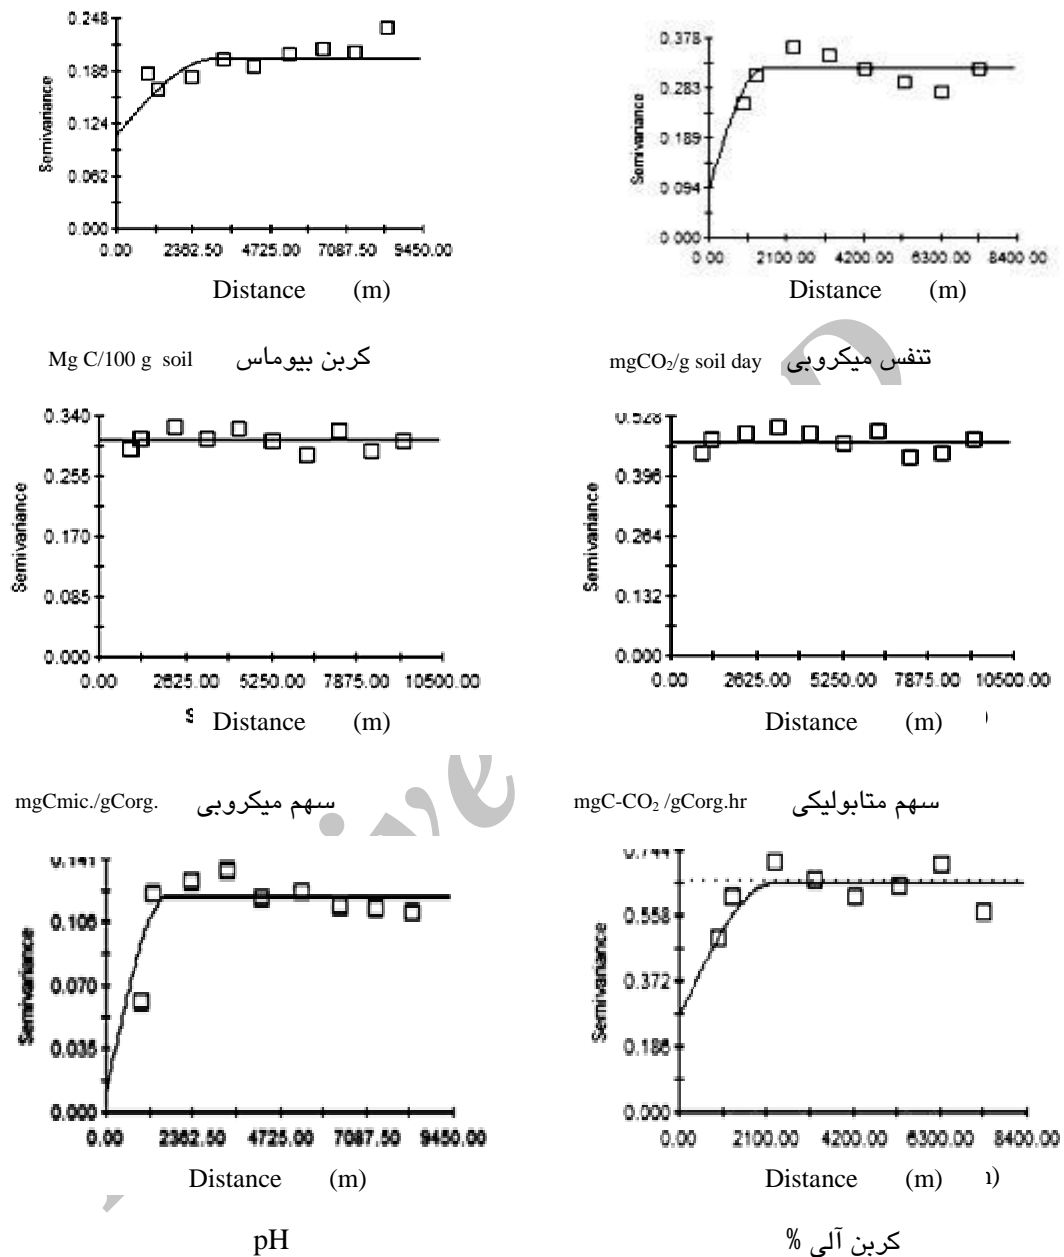 0.248
0.186
0.124
0.062
0.000
Semivariance
0.00 2362.50 4725.00 7087.50 9450.00
Distance (m)
Mg C/100 g soil کربن بیوماس
0.378
0.283
0.189
0.094
0.000
Semivariance
0.00 2100.00 4200.00 6300.00 8400.00
Distance (m)
mgCO₂/g soil day تنفس میکروبی
0.340
0.255
0.170
0.085
0.000
Semivariance
0.00 2625.00 5250.00 7875.00 10500.00
Distance (m)
mgCmic./gCorg. سهم میکروبی
0.528
0.396
0.264
0.132
0.000
Semivariance
0.00 2625.00 5250.00 7875.00 10500.00
Distance (m) )
mgC-CO₂ /gCorg.hr سهم متابولیکی
0.141
0.106
0.070
0.035
0.000
Semivariance
0.00 2362.50 4725.00 7087.50 9450.00
Distance (m)
pH
0.744
0.558
0.372
0.186
0.000
Semivariance
0.00 2100.00 4200.00 6300.00 8400.00
Distance (m) )
کربن آلی %